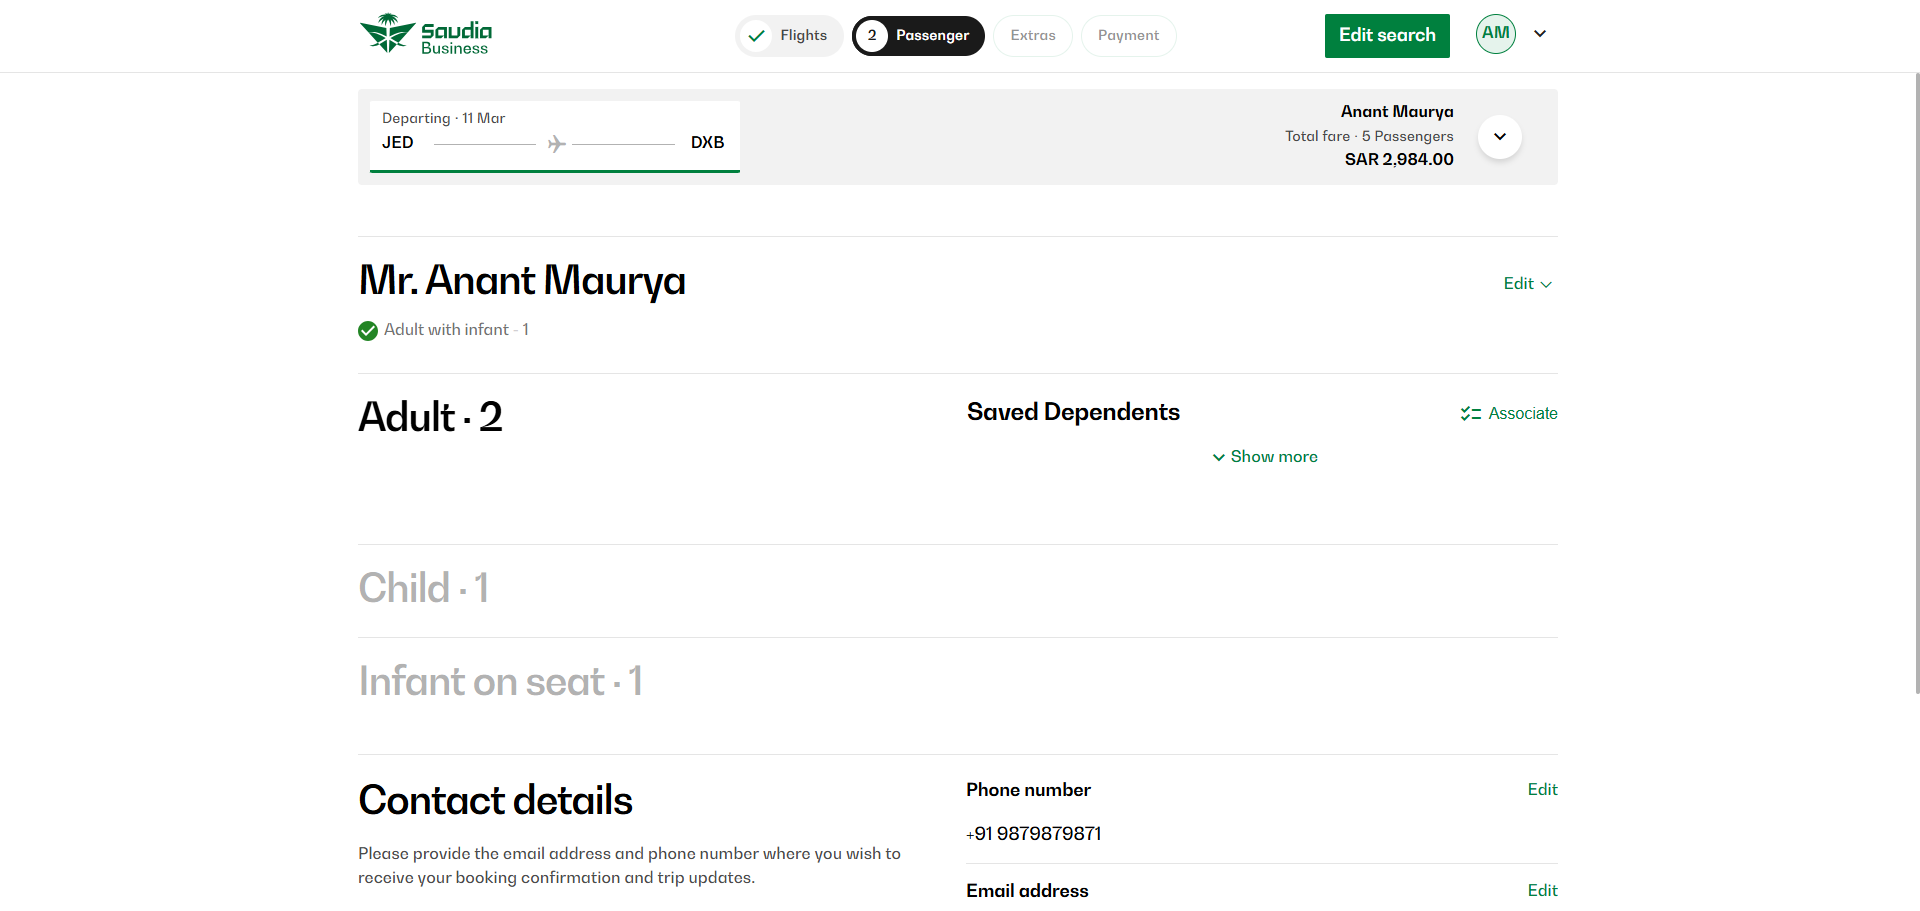 Saudia
Business
Flights
2 Passenger
Extras
Payment
Edit search
AM
Departing · 11 Mar
JED
DXB
Anant Maurya
Total fare · 5 Passengers
SAR 2,984.00
Mr. Anant Maurya
Edit
Adult with infant · 1
Adult · 2
Saved Dependents
Associate
Show more
Child · 1
Infant on seat · 1
Contact details
Phone number
Edit
+91 9879879871
Please provide the email address and phone number where you wish to
receive your booking confirmation and trip updates.
Email address
Edit